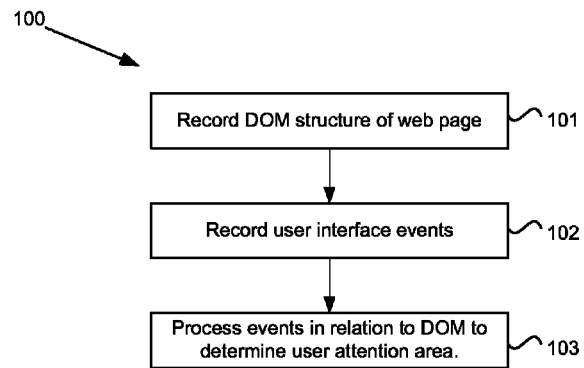 100
Record DOM structure of web page
101
Record user interface events
102
Process events in relation to DOM to
determine user attention area.
103